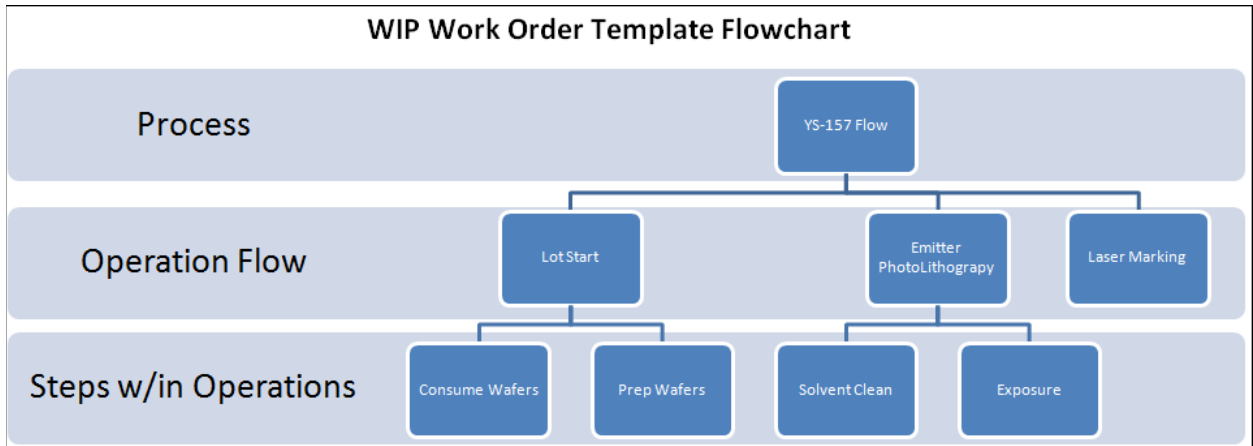 WIP Work Order Template Flowchart
Process
YS-157 Flow
Operation Flow
Lot Start
Emitter
PhotoLithograpy
Laser Marking
Steps w/in Operations
Consume Wafers
Prep Wafers
Solvent Clean
Exposure